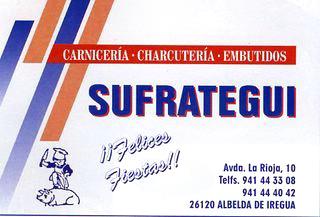 CARNICERÍA · CHARCUTERÍA · EMBUTIDOS
SUFRATEGUI
¡¡Felices
Fiestas!!
Avda. La Rioja, 10
Telfs. 941 44 33 08
941 44 40 42
26120 ALBELDA DE IREGUA